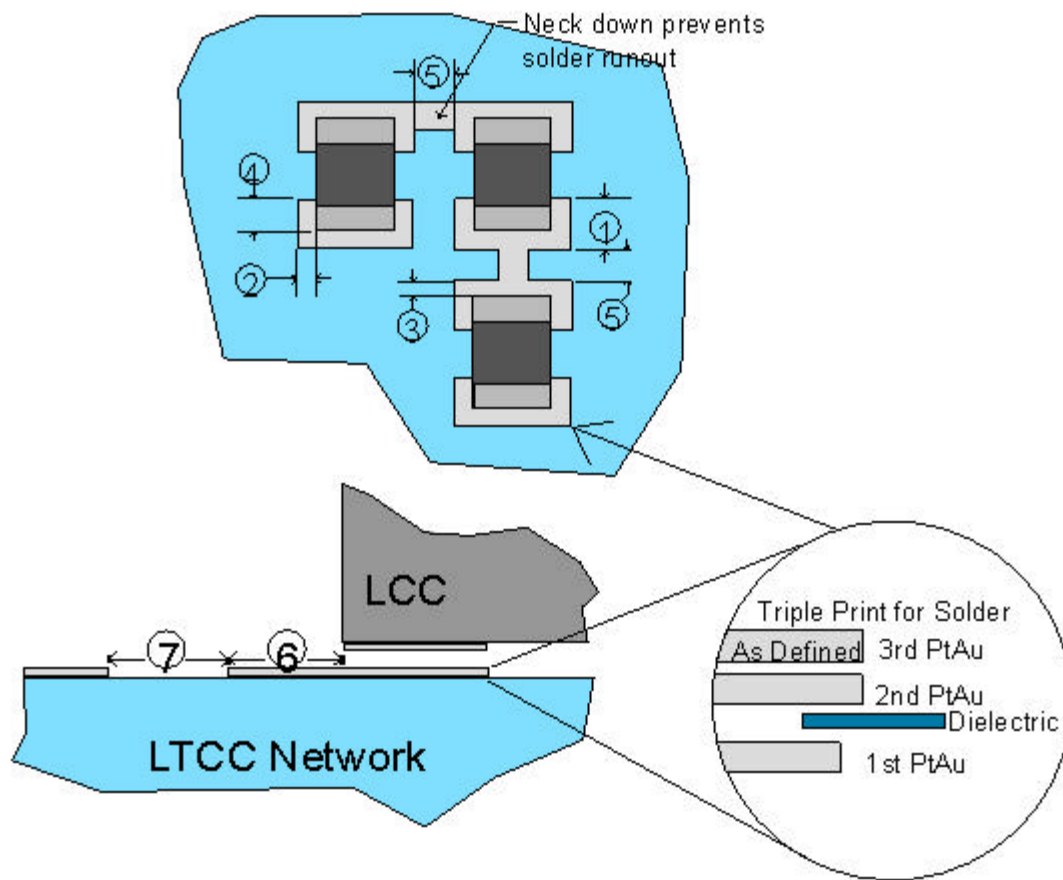 Neck down prevents
solder runout
5
4
1
2
3
5
LCC
7
6
LTCC Network
Triple Print for Solder
As Defined
3rd PtAu
2nd PtAu
Dielectric
1st PtAu